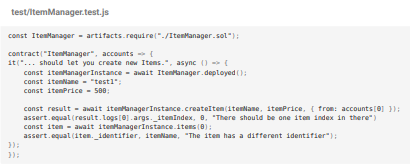 test/ItemManager.test.js
const ItemManager = artifacts.require("./ItemManager.sol");
contract("ItemManager", accounts => {
it("... should let you create new Items.", async () => {
const itemManagerInstance = await ItemManager.deployed();
const itemName = "test1";
const itemPrice = 500;
const result = await itemManagerInstance.createItem(itemName, itemPrice, { from: accounts[0] });
assert.equal(result.logs[0].args._itemIndex, 0, "There should be one item index in there")
const item = await itemManagerInstance.items(0);
assert.equal(item._identifier, itemName, "The item has a different identifier");
});
});